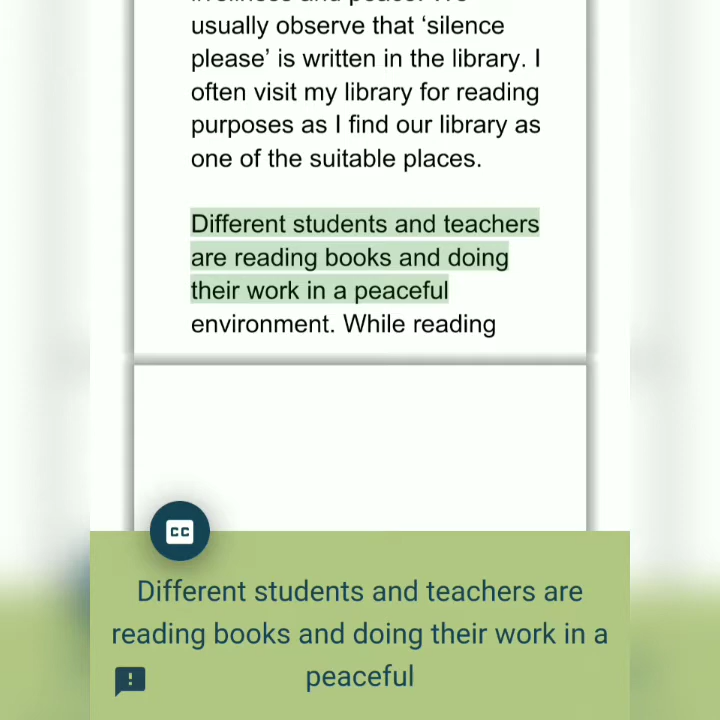 usually observe that ‘silence
please’ is written in the library. I
often visit my library for reading
purposes as I find our library as
one of the suitable places.
Different students and teachers
are reading books and doing
their work in a peaceful
environment. While reading
CC
Different students and teachers are
reading books and doing their work in a
peaceful